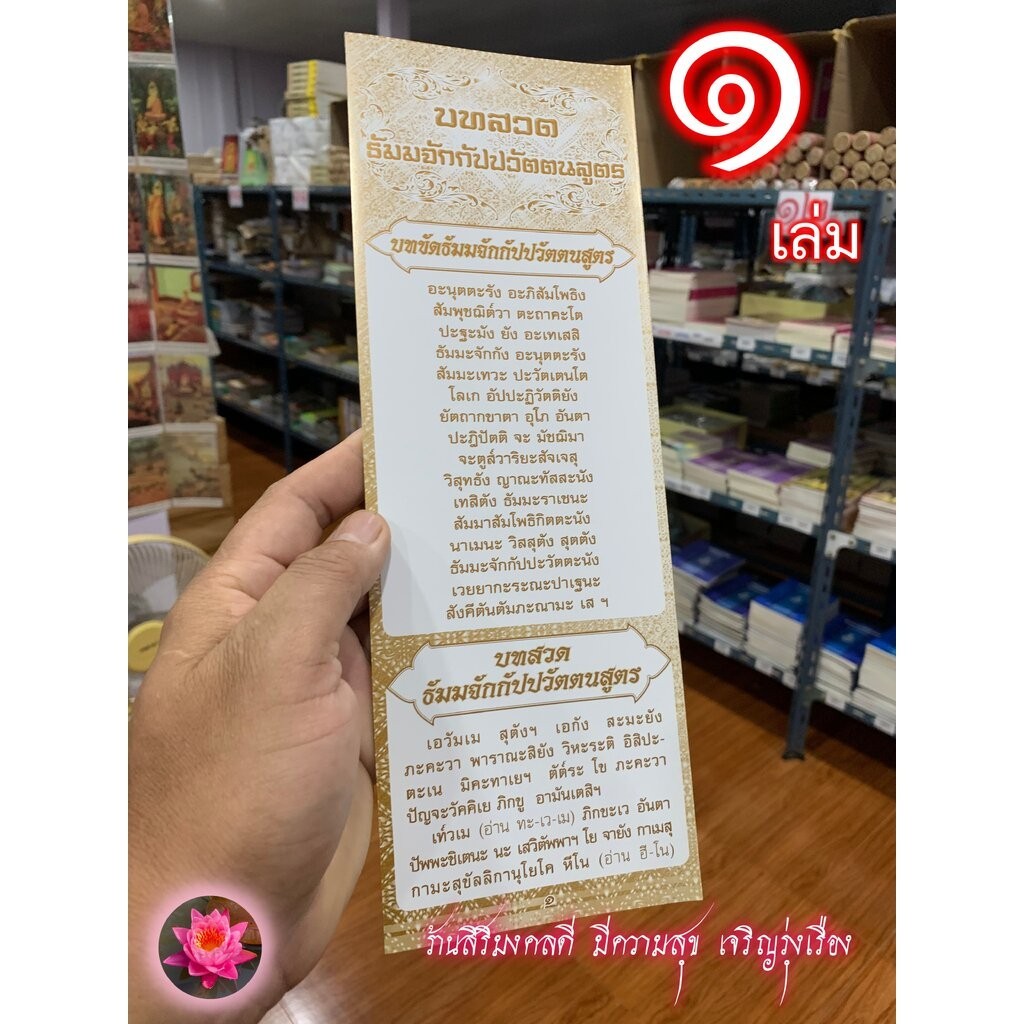 ๑
เล่ม
บทสวด
ธัมมจักกัปปวัตตนสูตร
บทขัดธัมมจักกัปปวัตตนสูตร
อะนุตตะรัง อะภิสัมโพธิง
สัมพุชฌิต์วา ตะถาคะโต
ปะฐะมัง ยัง อะเทเสสิ
ธัมมะจักกัง อะนุตตะรัง
สัมมะเทวะ ปะวัตเตนโต
โลเก อัปปะฏิวัตติยัง
ยัตถากขาตา อุโภ อันตา
ปะฏิปัตติ จะ มัชฌิมา
จะตูส์วาริยะสัจเจสุ
วิสุทธัง ญาณะทัสสะนัง
เทสิตัง ธัมมะราเชนะ
สัมมาสัมโพธิกิตตะนัง
นาเมนะ วิสสุตัง สุตตัง
ธัมมะจักกัปปะวัตตะนัง
เวยยากะระณะปาเฐนะ
สังคีตันตัมภะณามะ เส ฯ
บทสวด
ธัมมจักกัปปวัตตนสูตร
เอวัมเม สุตังฯ เอกัง สะมะยัง
ภะคะวา พาราณะสิยัง วิหะระติ อิสิปะ-
ตะเน มิคะทาเยฯ ตัต์ระ โข ภะคะวา
ปัญจะวัคคิเย ภิกขู อามันเตสิฯ
เท์วเม (อ่าน ทะ-เว-เม) ภิกขะเว อันตา
ปัพพะชิเตนะ นะ เสวิตัพพาฯ โย จายัง กาเมสุ
กามะสุขัลลิกานุโยโค หีโน (อ่าน ฮี-โน)
๑
ร้านสิริมงคลดี มีความสุข เจริญรุ่งเรือง